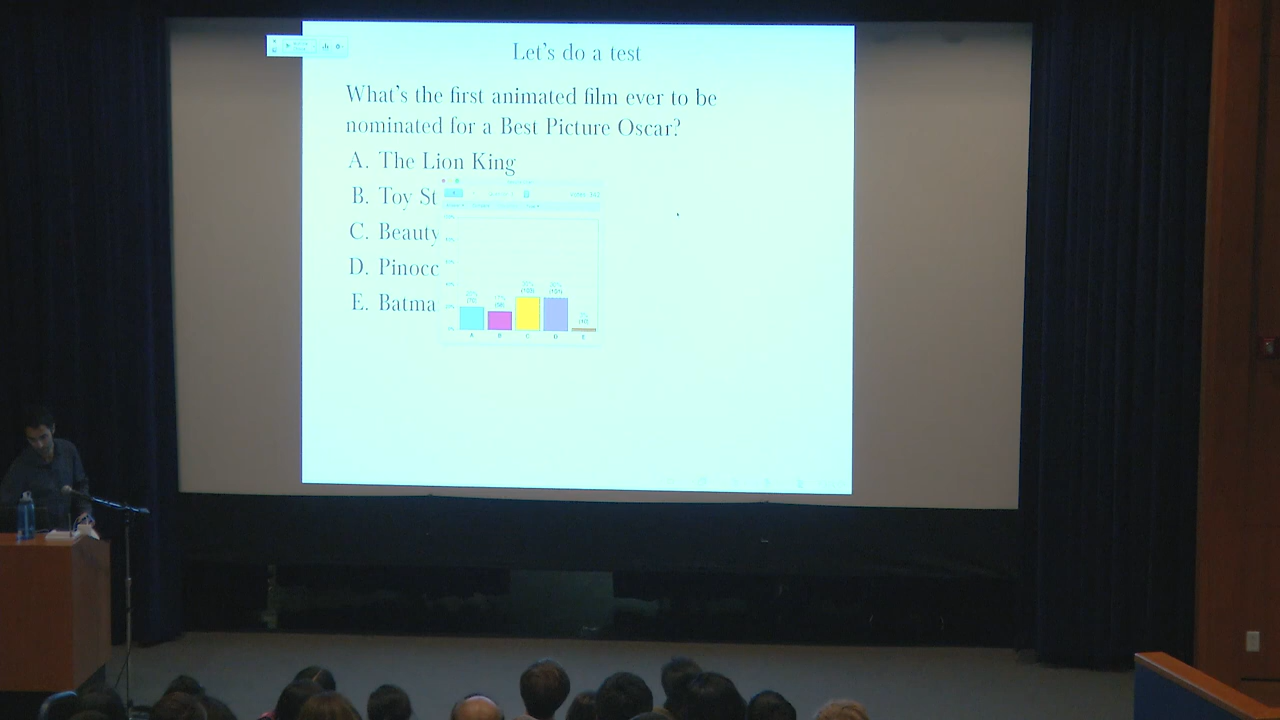 Let's do a test
What's the first animated film ever to be
nominated for a Best Picture Oscar?
A. The Lion King
B. Toy St
C. Beauty
D. Pinocc
E. Batma
A B C D E